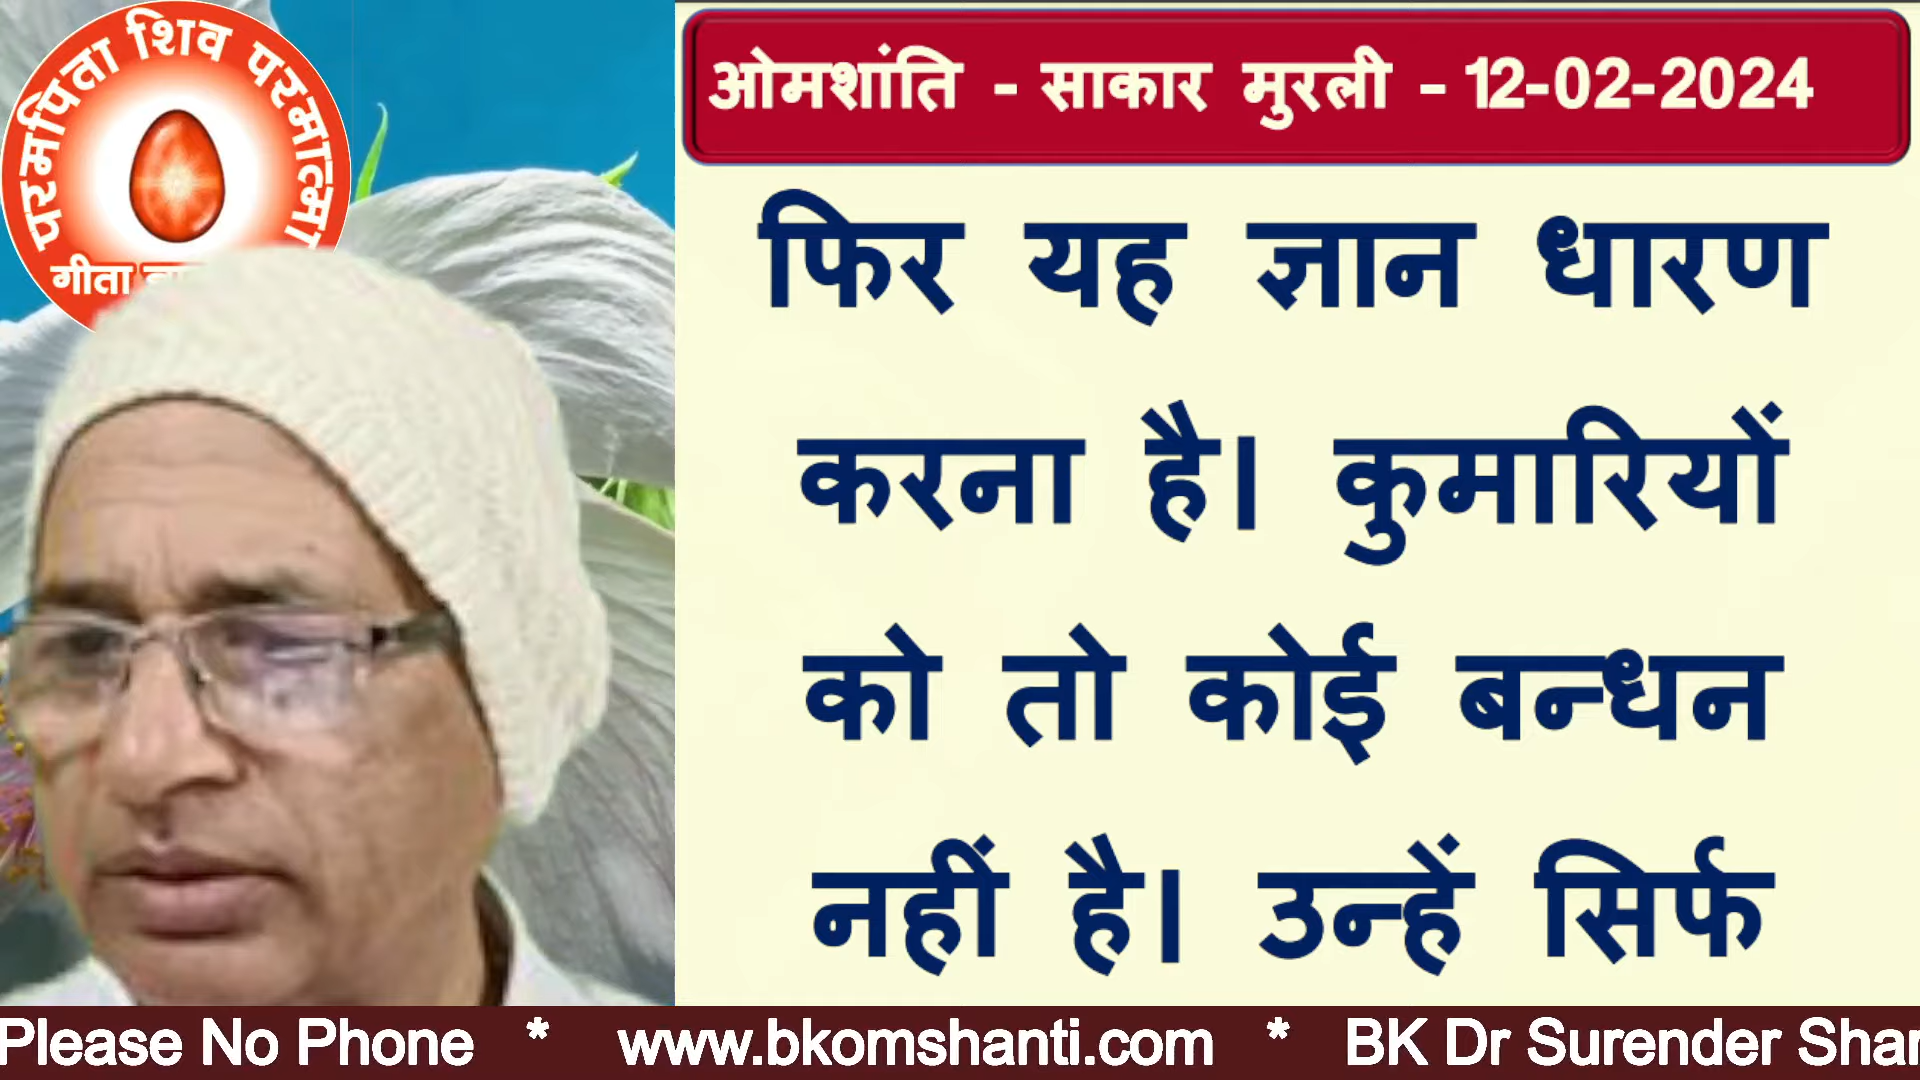 परमपिता शिव परमात्मा
गीता
ओमशांति - साकार मुरली - 12-02-2024
फिर यह ज्ञान धारण
करना है। कुमारियों
को तो कोई बन्धन
नहीं है। उन्हें सिर्फ
Please No Phone * www.bkomshanti.com * BK Dr Surender Shar